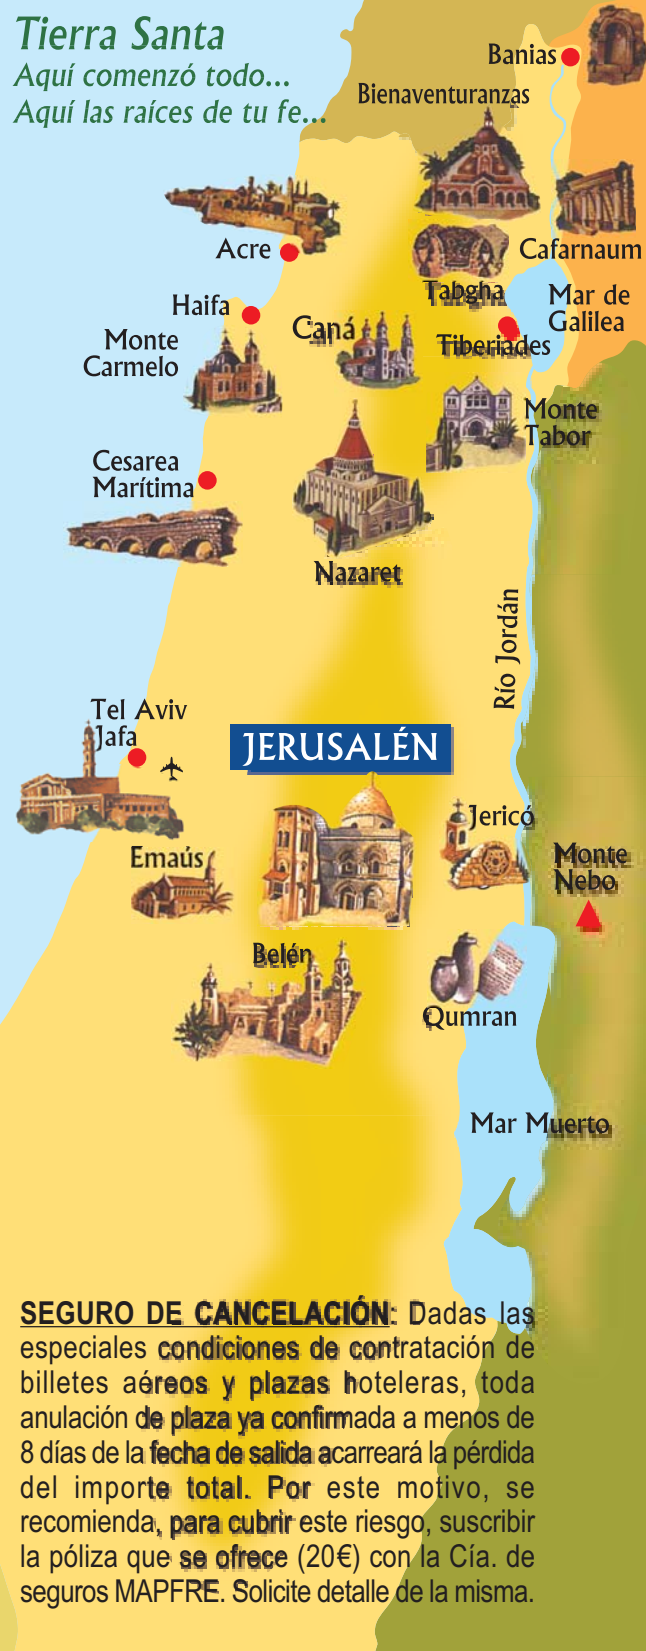 Tierra Santa
Aquí comenzó todo...
Aquí las raíces de tu fe...
Banias
Bienaventuranzas
Acre
Cafarnaum
Tabgha
Mar de
Galilea
Haifa
Caná
Tiberiades
Monte
Carmelo
Monte
Tabor
Cesarea
Marítima
Nazaret
Río Jordán
Tel Aviv
Jafa
JERUSALÉN
Jericó
Emaús
Monte
Nebo
Belén
Qumran
Mar Muerto
SEGURO DE CANCELACIÓN: Dadas las
especiales condiciones de contratación de
billetes aéreos y plazas hoteleras, toda
anulación de plaza ya confirmada a menos de
8 días de la fecha de salida acarreará la pérdida
del importe total. Por este motivo, se
recomienda, para cubrir este riesgo, suscribir
la póliza que se ofrece (20€) con la Cía. de
seguros MAPFRE. Solicite detalle de la misma.